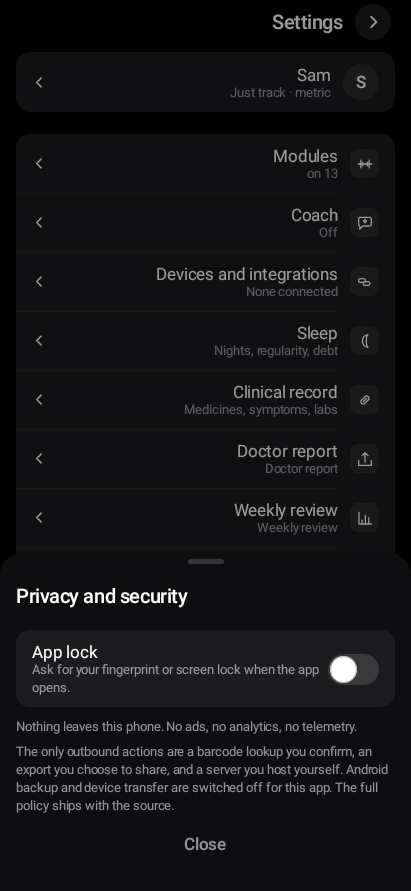 Settings
Sam
S
Just track · metric
Modules
on 13
Coach
Off
Devices and integrations
None connected
Sleep
Nights, regularity, debt
Clinical record
Medicines, symptoms, labs
Doctor report
Doctor report
Weekly review
Weekly review
Privacy and security
App lock
Ask for your fingerprint or screen lock when the app
opens.
Nothing leaves this phone. No ads, no analytics, no telemetry.
The only outbound actions are a barcode lookup you confirm, an
export you choose to share, and a server you host yourself. Android
backup and device transfer are switched off for this app. The full
policy ships with the source.
Close